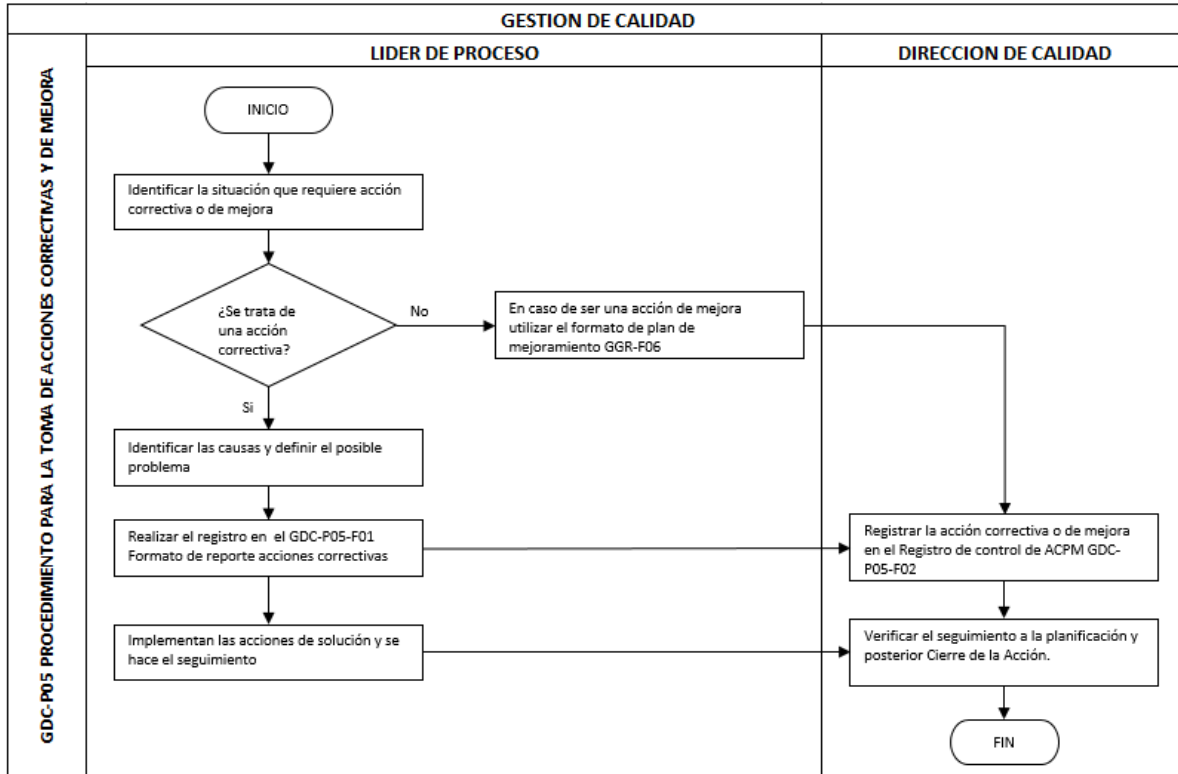 GESTION DE CALIDAD
GDC-P05 PROCEDIMIENTO PARA LA TOMA DE ACCIONES CORRECTIVAS Y DE MEJORA
LIDER DE PROCESO
DIRECCION DE CALIDAD
INICIO
Identificar la situación que requiere acción
correctiva o de mejora
¿Se trata de
una acción
correctiva?
No
En caso de ser una acción de mejora
utilizar el formato de plan de
mejoramiento GGR-F06
Si
Identificar las causas y definir el posible
problema
Realizar el registro en el GDC-P05-F01
Formato de reporte acciones correctivas
Registrar la acción correctiva o de mejora
en el Registro de control de ACPM GDC-
P05-F02
Implementan las acciones de solución y se
hace el seguimiento
Verificar el seguimiento a la planificación y
posterior Cierre de la Acción.
FIN